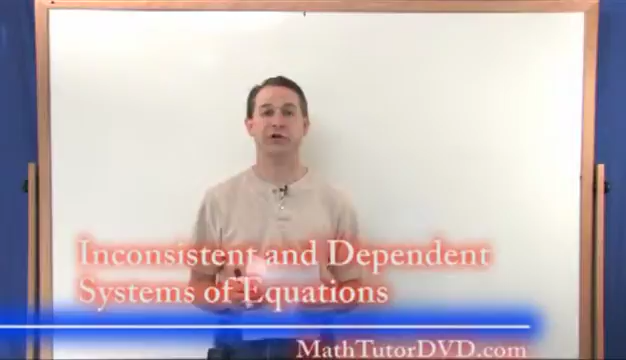 Inconsistent and Dependent
Systems of Equations
MathTutorDVD.com